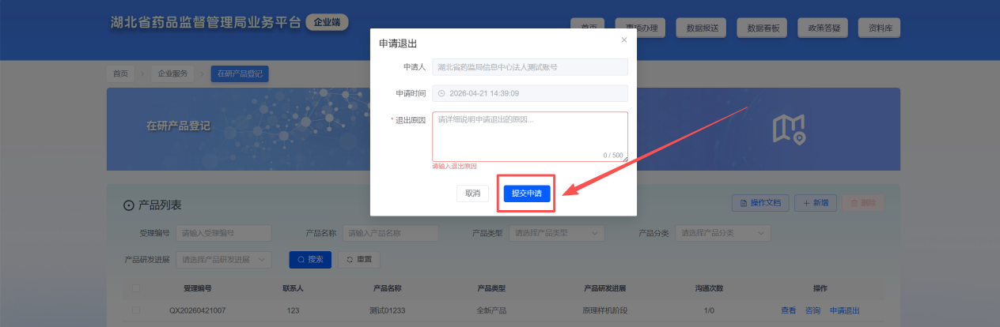 湖北省药品监督管理局业务平台 企业端
首页 事项办理 数据报送 数据看板 政策答疑 资料库
申请退出
申请人 湖北省药监局信息中心法人测试账号
首页 企业服务 在研产品登记
申请时间 2026-04-21 14:39:09
* 退出原因 请详细说明申请退出的原因...
在研产品登记
0 / 500
请输入退出原因
取消 提交申请
产品列表
操作文档 新增 删除
受理编号 请输入受理编号 产品名称 请输入产品名称 产品类型 请选择产品类型 产品分类 请选择产品分类
产品研发进展 请选择产品研发进展 搜索 重置
受理编号 联系人 产品名称 产品类型 产品研发进展 沟通次数 操作
QX20260421007 123 测试01233 全新产品 原理样机阶段 1/0 查看 咨询 申请退出